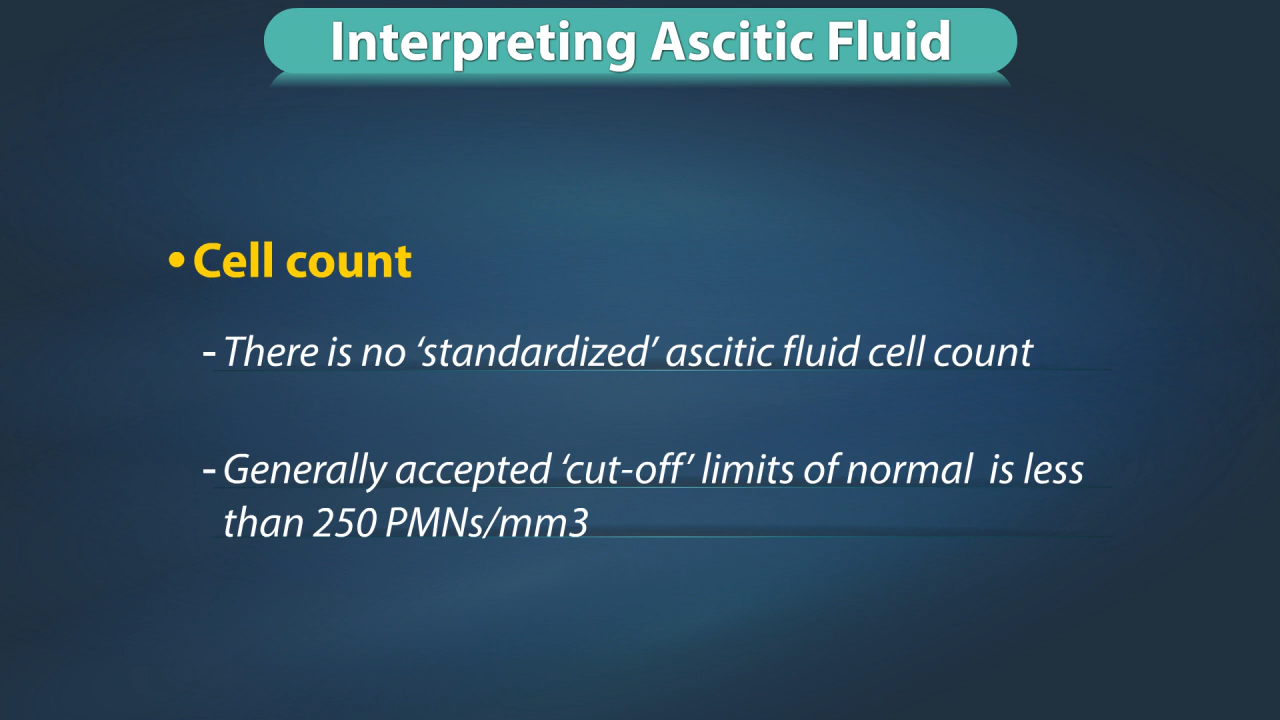 Interpreting Ascitic Fluid
• Cell count
- There is no ‘standardized’ ascitic fluid cell count
- Generally accepted ‘cut-off’ limits of normal  is less
than 250 PMNs/mm3